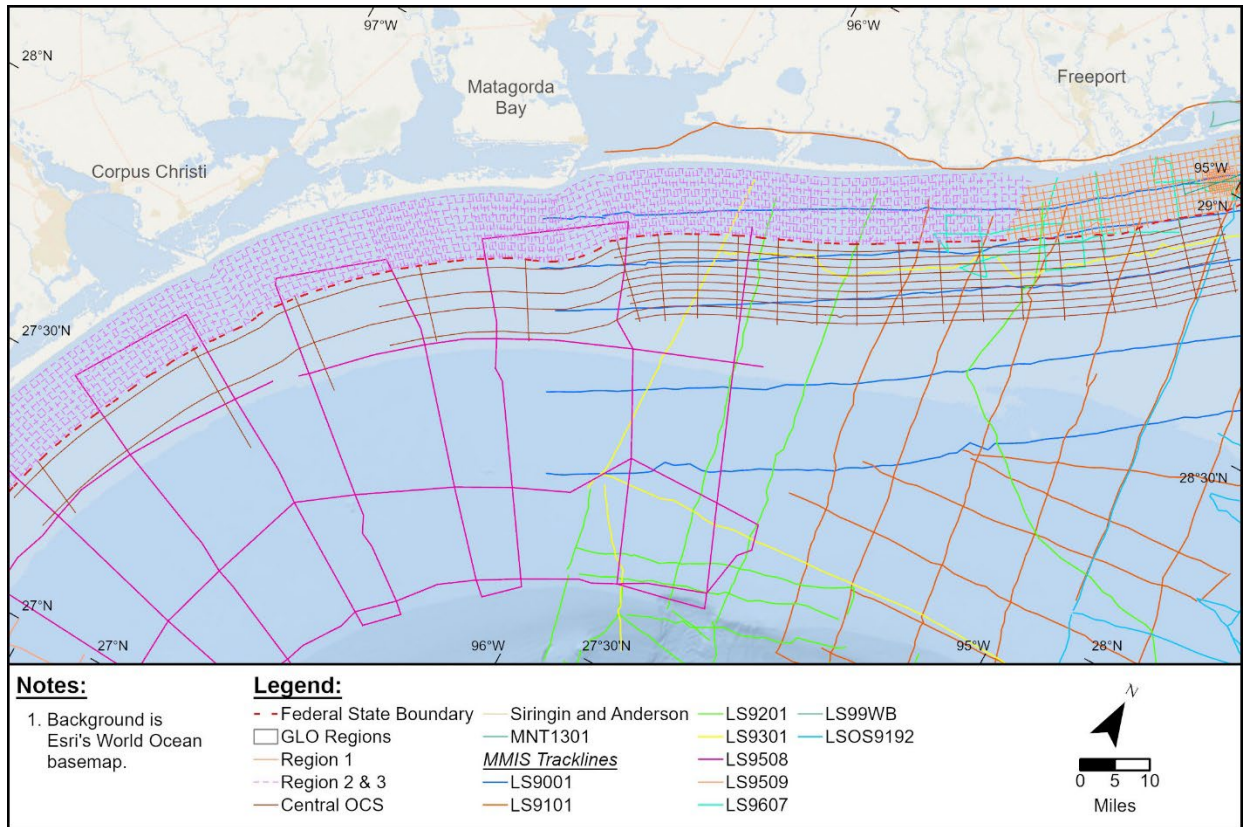 97°W
96°W
28°N
Freeport
Matagorda
Bay
Corpus Christi
95°W
29°N
27°30'N
28°30'N
27°N
27°N
96°W
27°30'N
95°W
28°N
Notes:
1. Background is
Esri's World Ocean
basemap.
Legend:
Federal State Boundary
GLO Regions
Region 1
Region 2 & 3
Central OCS
Siringin and Anderson
MNT1301
MMIS Tracklines
LS9001
LS9101
LS9201
LS9301
LS9508
LS9509
LS9607
LS99WB
LSOS9192
N
0 5 10
Miles